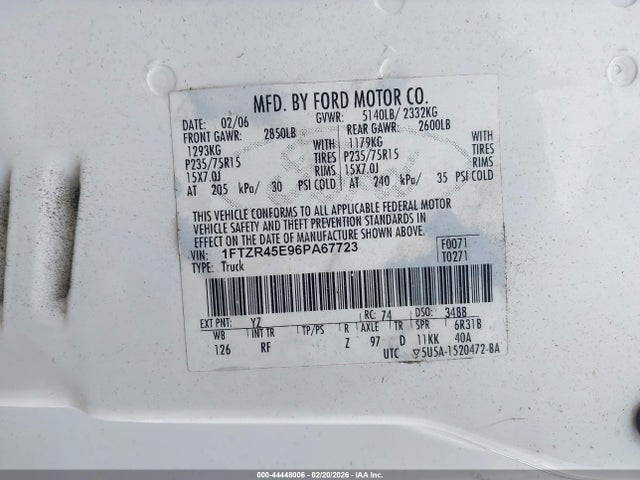 MFD. BY FORD MOTOR CO.
DATE: 02/06 GVWR: 5140LB/ 2332KG
FRONT GAWR: 2850LB REAR GAWR: 2600LB
1293KG WITH 1179KG WITH
P235/75R15 TIRES P235/75R15 TIRES
15X7.0J RIMS 15X7.0J RIMS
AT 205 kPa/ 30 PSI COLD AT 240 kPa/ 35 PSI COLD
THIS VEHICLE CONFORMS TO ALL APPLICABLE FEDERAL MOTOR
VEHICLE SAFETY AND THEFT PREVENTION STANDARDS IN
EFFECT ON THE DATE OF MANUFACTURE SHOWN ABOVE.
VIN: 1FTZR45E96PA67723 F0071
TYPE: Truck T0271
EXT PNT: YZ RC: 74 DSO: 3488
WB INT TR TP/PS R AXLE TR SPR 6R31B
126 RF Z 97 D 11KK 40A
UTC ▽5U5A-1520472-BA
000-44448006 - 02/20/2026 - IAA Inc.